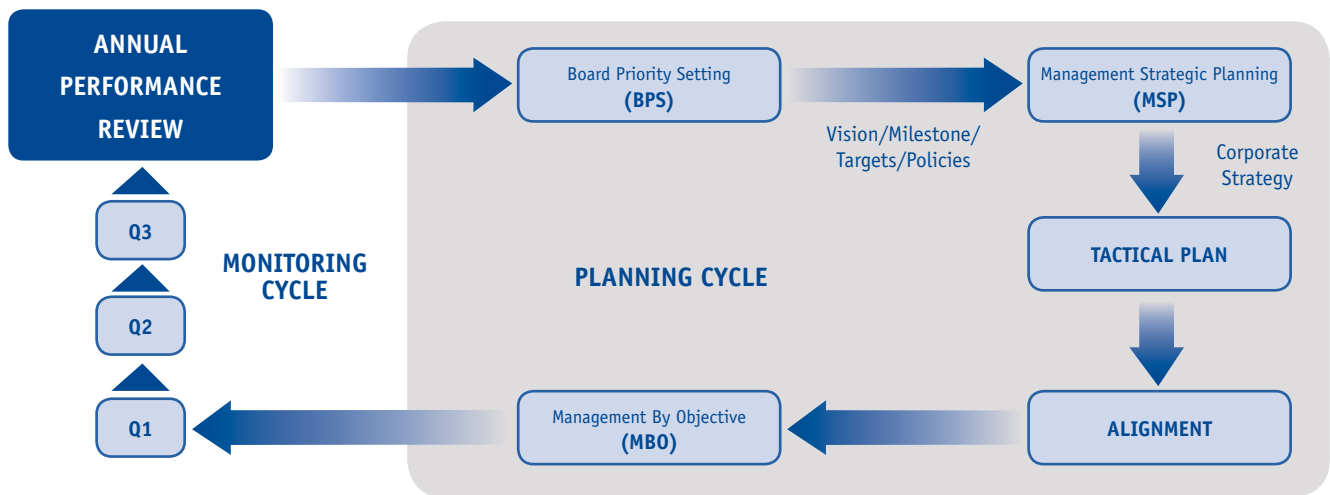 ANNUAL
PERFORMANCE
REVIEW
Board Priority Setting
(BPS)
Vision/Milestone/
Targets/Policies
Management Strategic Planning
(MSP)
Corporate
Strategy
TACTICAL PLAN
ALIGNMENT
Management By Objective
(MBO)
PLANNING CYCLE
Q1
Q2
Q3
MONITORING
CYCLE